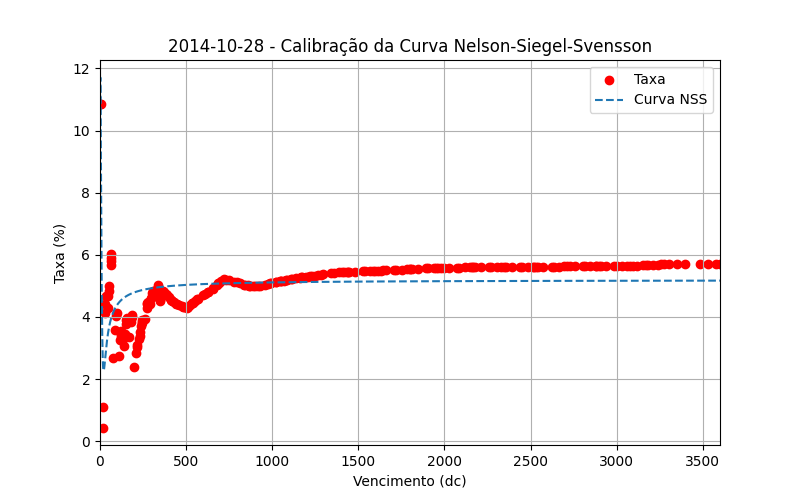 2014-10-28 - Calibração da Curva Nelson-Siegel-Svensson
Taxa
Curva NSS
Taxa (%)
12
10
8
6
4
2
0
0 500 1000 1500 2000 2500 3000 3500
Vencimento (dc)